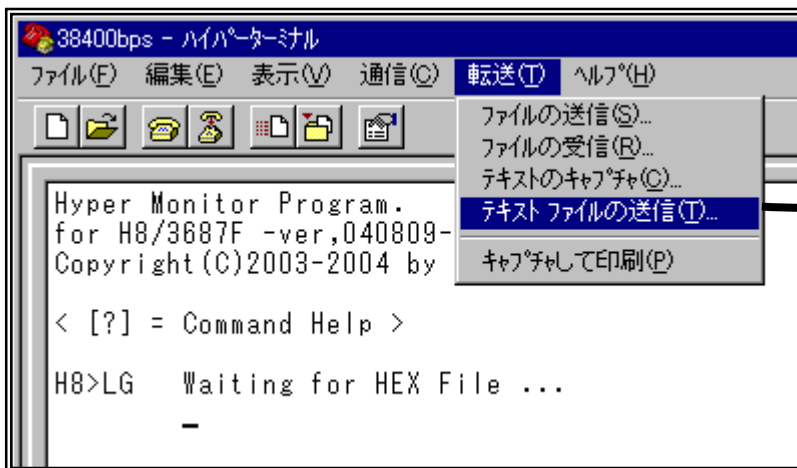 38400bps - ﾊｲﾊﾟｰﾀｰﾐﾅﾙ
ﾌｧｲﾙ(F) 編集(E) 表示(V) 通信(C) 転送(T) ﾍﾙﾌﾟ(H)
ﾌｧｲﾙの送信(S)...
ﾌｧｲﾙの受信(R)...
ﾃｷｽﾄのｷｬﾌﾟﾁｬ(C)...
ﾃｷｽﾄ ﾌｧｲﾙの送信(T)...
ｷｬﾌﾟﾁｬして印刷(P)
Hyper Monitor Program.
for H8/3687F -ver,040809-
Copyright(C)2003-2004 by
< [?] = Command Help >
H8>LG Waiting for HEX File ...